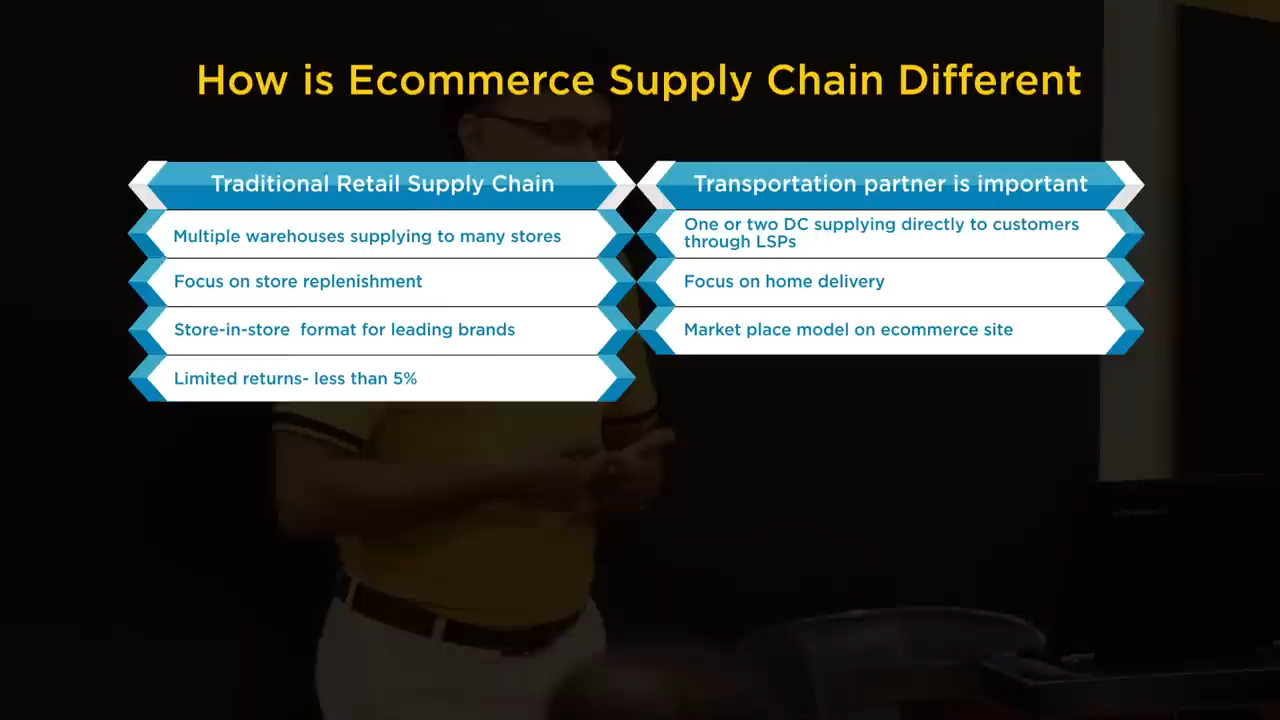 How is Ecommerce Supply Chain Different
Traditional Retail Supply Chain
Transportation partner is important
Multiple warehouses supplying to many stores
One or two DC supplying directly to customers
through LSPs
Focus on store replenishment
Focus on home delivery
Store-in-store format for leading brands
Market place model on ecommerce site
Limited returns- less than 5%